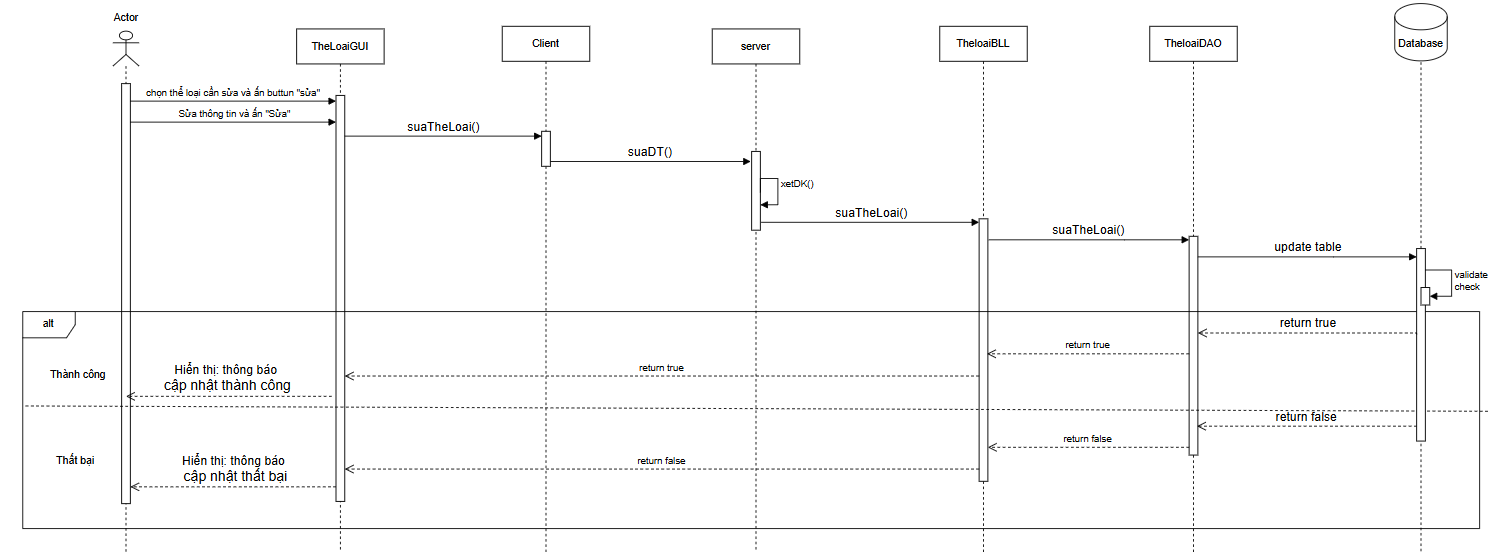 Actor
TheLoaiGUI
Client
server
TheloaiBLL
TheloaiDAO
Database
chọn thể loại cần sửa và ấn buttun "sửa"
Sửa thông tin và ấn "Sửa"
suaTheLoai()
suaDT()
xetDK()
suaTheLoai()
suaTheLoai()
update table
validate
check
alt
return true
return true
return true
Thành công
Hiển thị: thông báo
cập nhật thành công
return false
return false
return false
Thất bại
Hiển thị: thông báo
cập nhật thất bại